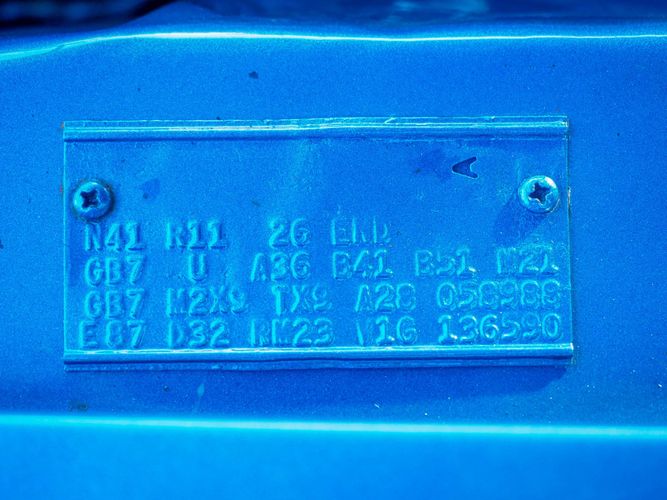 N41 R11 26 END
GB7 U A36 B41 B51 M21
GB7 M2X9 TX9 A28 058988
E87 D32 RM23 V1G 136590